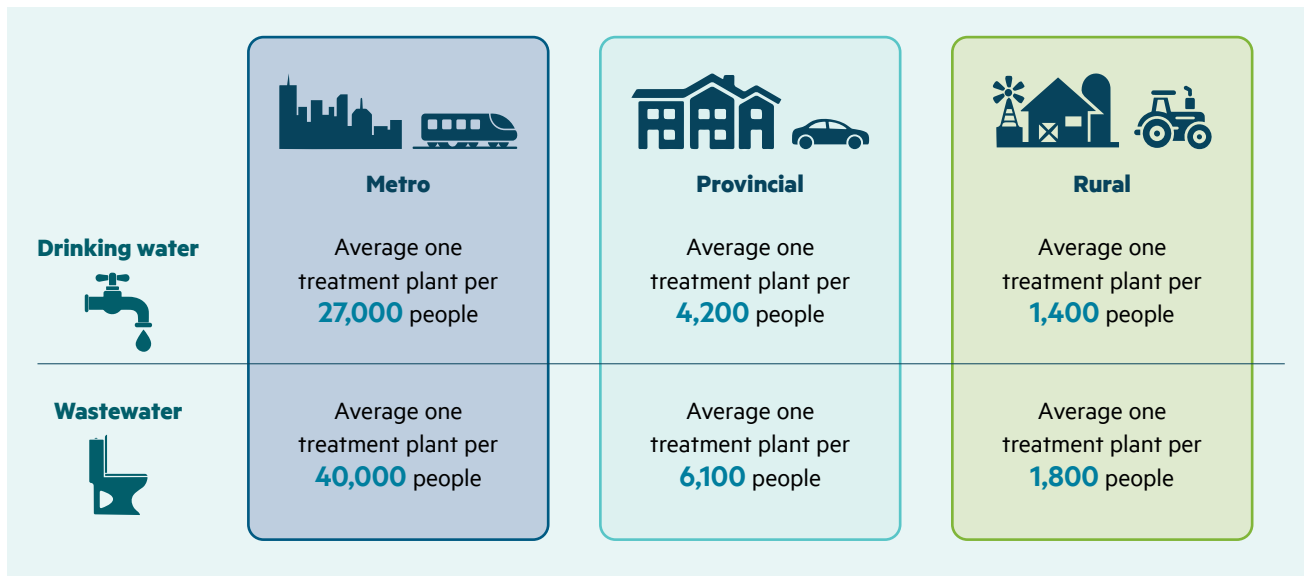 Metro
Provincial
Rural
Drinking water
Average one
treatment plant per
27,000 people
Average one
treatment plant per
4,200 people
Average one
treatment plant per
1,400 people
Wastewater
Average one
treatment plant per
40,000 people
Average one
treatment plant per
6,100 people
Average one
treatment plant per
1,800 people